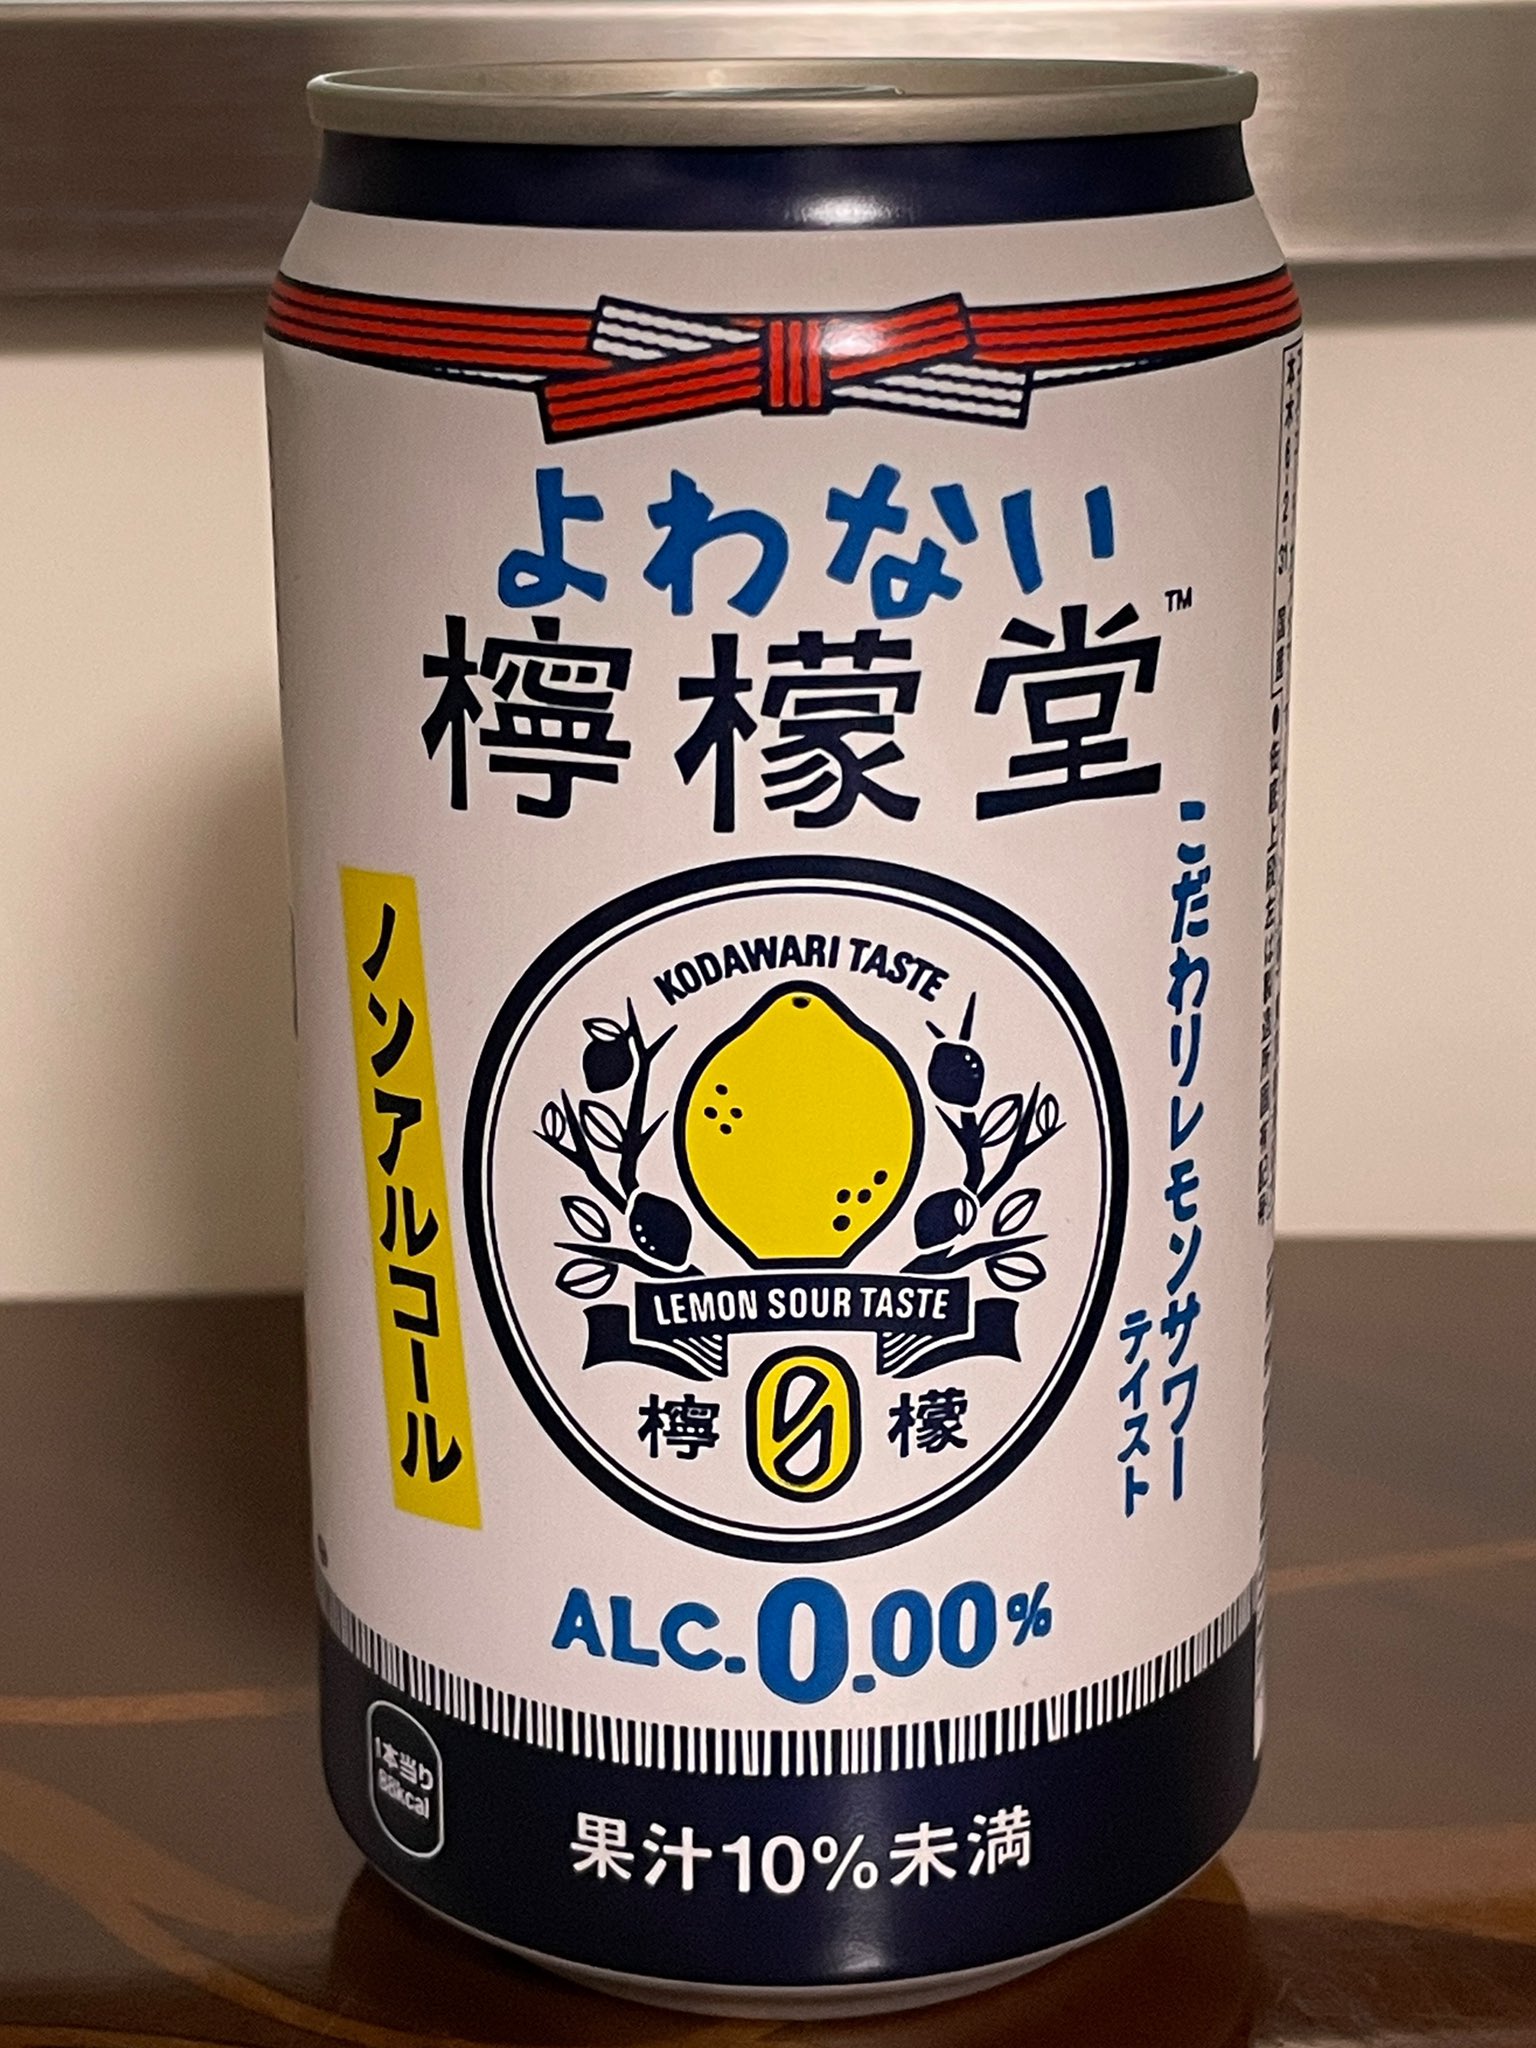 よわない
檸檬堂™
ノンアルコール
KODAWARI TASTE
LEMON SOUR TASTE
檸0檬
こだわりレモンサワー
テイスト
ALC.0.00%
1本当り
88kcal
果汁10%未満